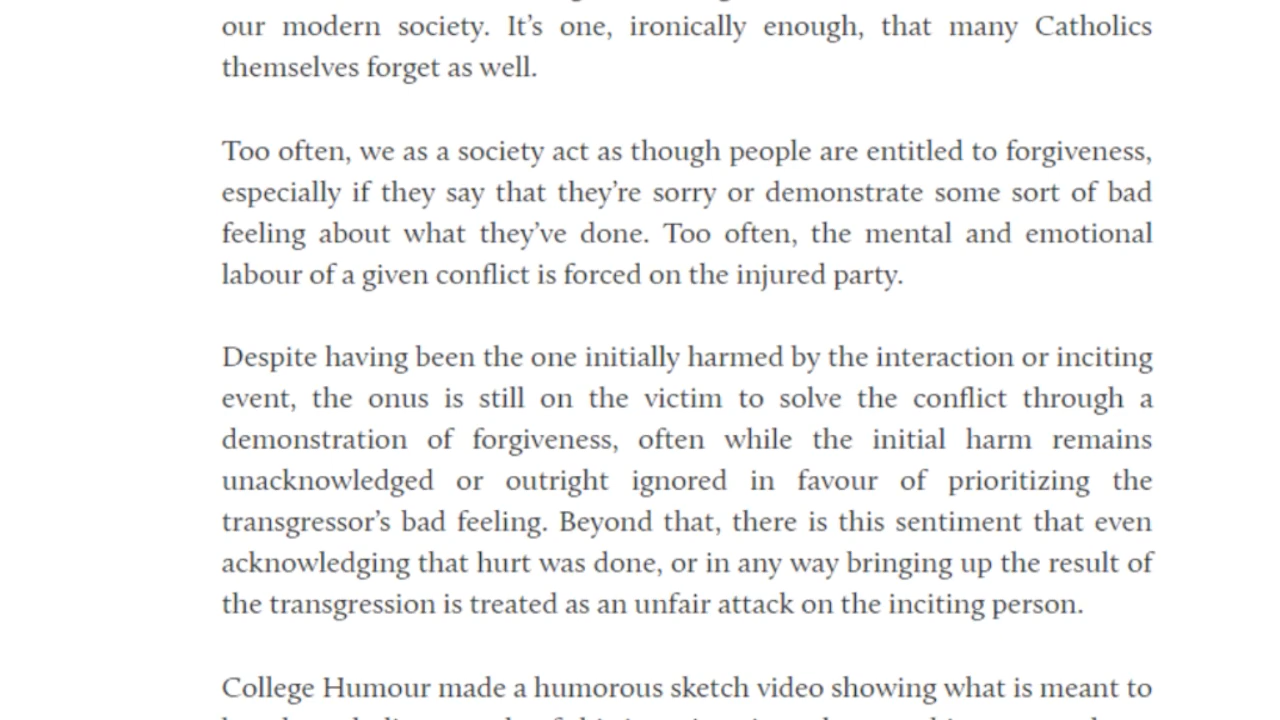 our modern society. It’s one, ironically enough, that many Catholics
themselves forget as well.
Too often, we as a society act as though people are entitled to forgiveness,
especially if they say that they’re sorry or demonstrate some sort of bad
feeling about what they’ve done. Too often, the mental and emotional
labour of a given conflict is forced on the injured party.
Despite having been the one initially harmed by the interaction or inciting
event, the onus is still on the victim to solve the conflict through a
demonstration of forgiveness, often while the initial harm remains
unacknowledged or outright ignored in favour of prioritizing the
transgressor’s bad feeling. Beyond that, there is this sentiment that even
acknowledging that hurt was done, or in any way bringing up the result of
the transgression is treated as an unfair attack on the inciting person.
College Humour made a humorous sketch video showing what is meant to